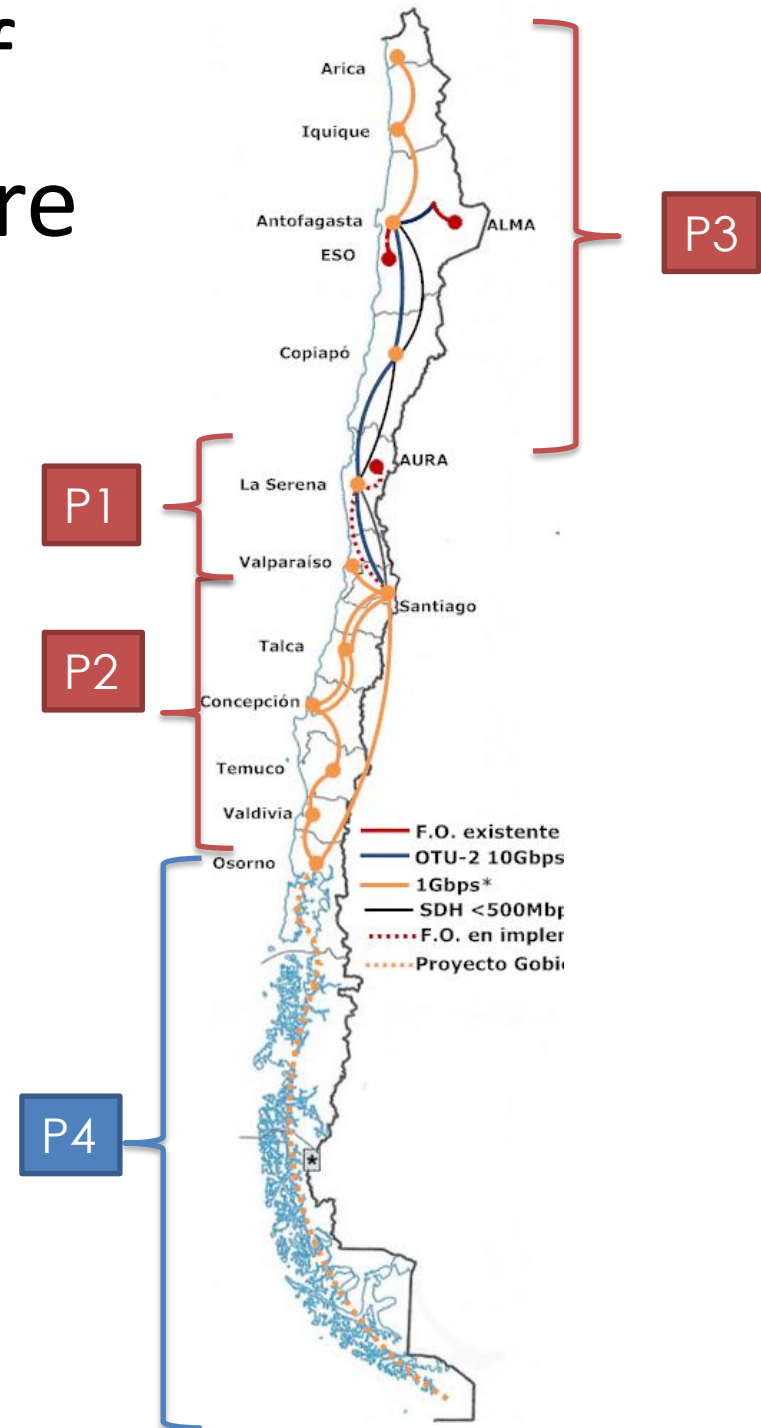 f
re
Arica
Iquique
Antofagasta
ALMA
P3
ESO
Copiapó
AURA
P1
La Serena
Valparaíso
Santiago
Talca
P2
Concepción
Temuco
Valdivia
F.O. existente
Osorno
OTU-2 10Gbps
1Gbps*
SDH <500Mbp
F.O. en impler
Proyecto Gobi
P4
*